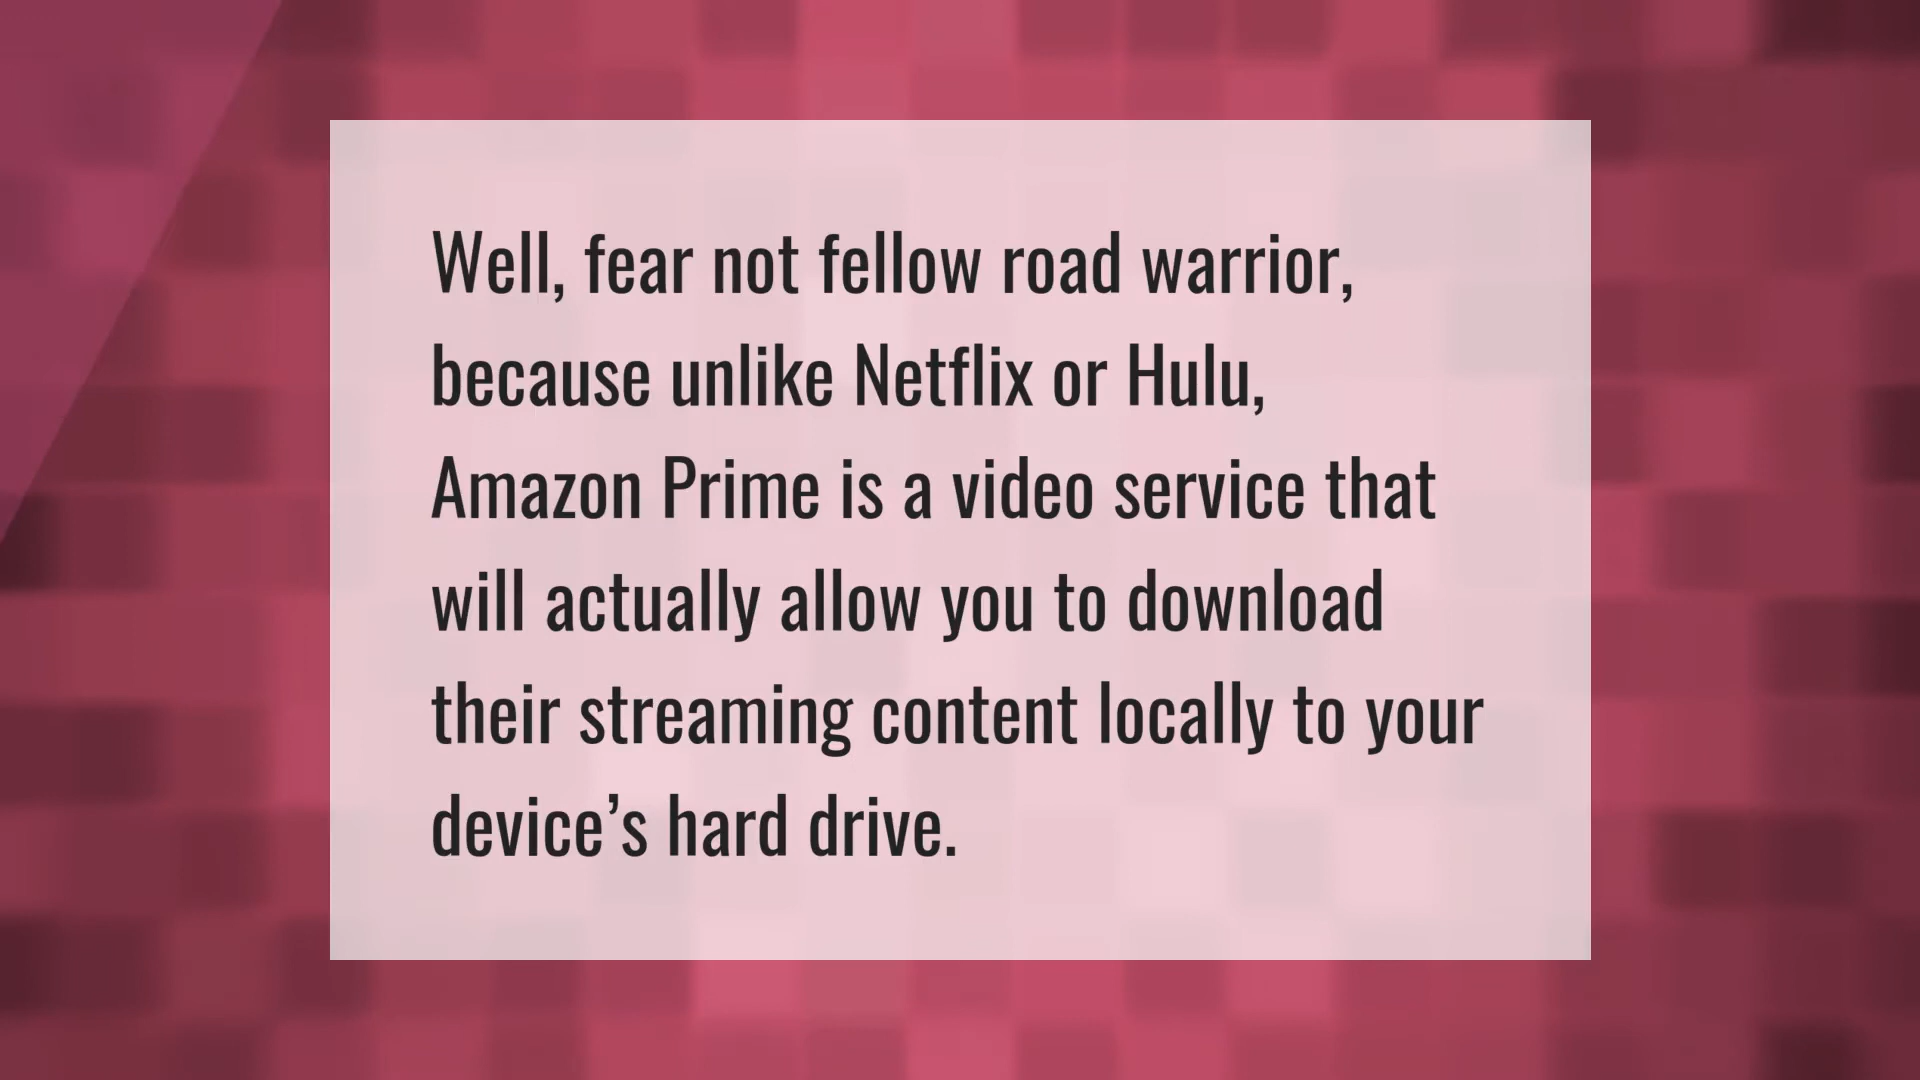 Well, fear not fellow road warrior,
because unlike Netflix or Hulu,
Amazon Prime is a video service that
will actually allow you to download
their streaming content locally to your
device’s hard drive.